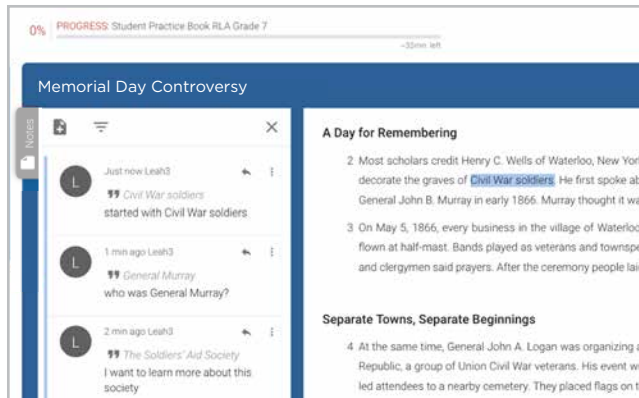 0% PROGRESS: Student Practice Book RLA Grade 7
~33min left
Memorial Day Controversy
Notes
L
Just now Leah3
Civil War soldiers
started with Civil War soldiers.
L
1 min ago Leah3
General Murray
who was General Murray?
L
2 min ago Leah3
The Soldiers' Aid Society
I want to learn more about this
society
A Day for Remembering
2 Most scholars credit Henry C. Wells of Waterloo, New York
decorate the graves of Civil War soldiers. He first spoke ab
General John B. Murray in early 1866. Murray thought it wa
3 On May 5, 1866, every business in the village of Waterloo
flown at half-mast. Bands played as veterans and townspe
and clergymen said prayers. After the ceremony people lai
Separate Towns, Separate Beginnings
4 At the same time, General John A. Logan was organizing a
Republic, a group of Union Civil War veterans. His event w
led attendees to a nearby cemetery. They placed flags on t